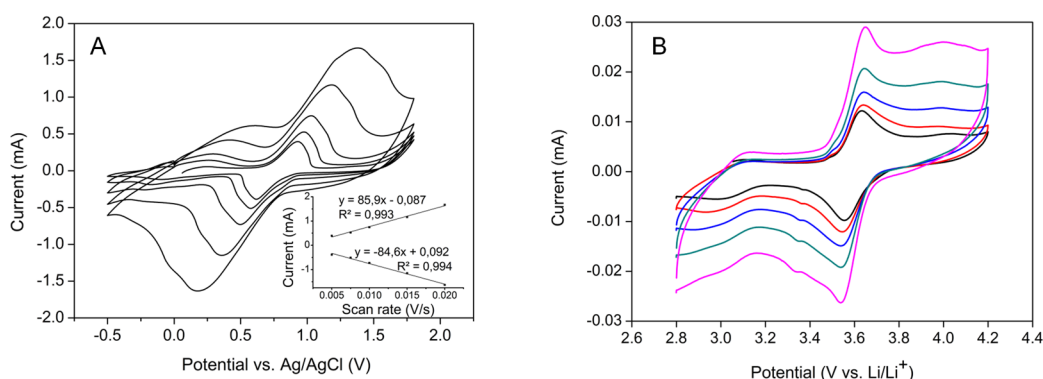 A
Current (mA)
2.0
1.5
1.0
0.5
0.0
-0.5
-1.0
-1.5
-2.0
-0.5 0.0 0.5 1.0 1.5 2.0
Potential vs. Ag/AgCl (V)
y = 85,9x - 0,087
R² = 0,993
y = -84,6x + 0,092
R² = 0,994
Current (mA)
2
1
0
-1
0.005 0.010 0.015 0.020
Scan rate (V/s)
B
Current (mA)
0.03
0.02
0.01
0.00
-0.01
-0.02
-0.03
2.8 3.0 3.2 3.4 3.6 3.8 4.0 4.2 4.4
Potential (V vs. Li/Li⁺)